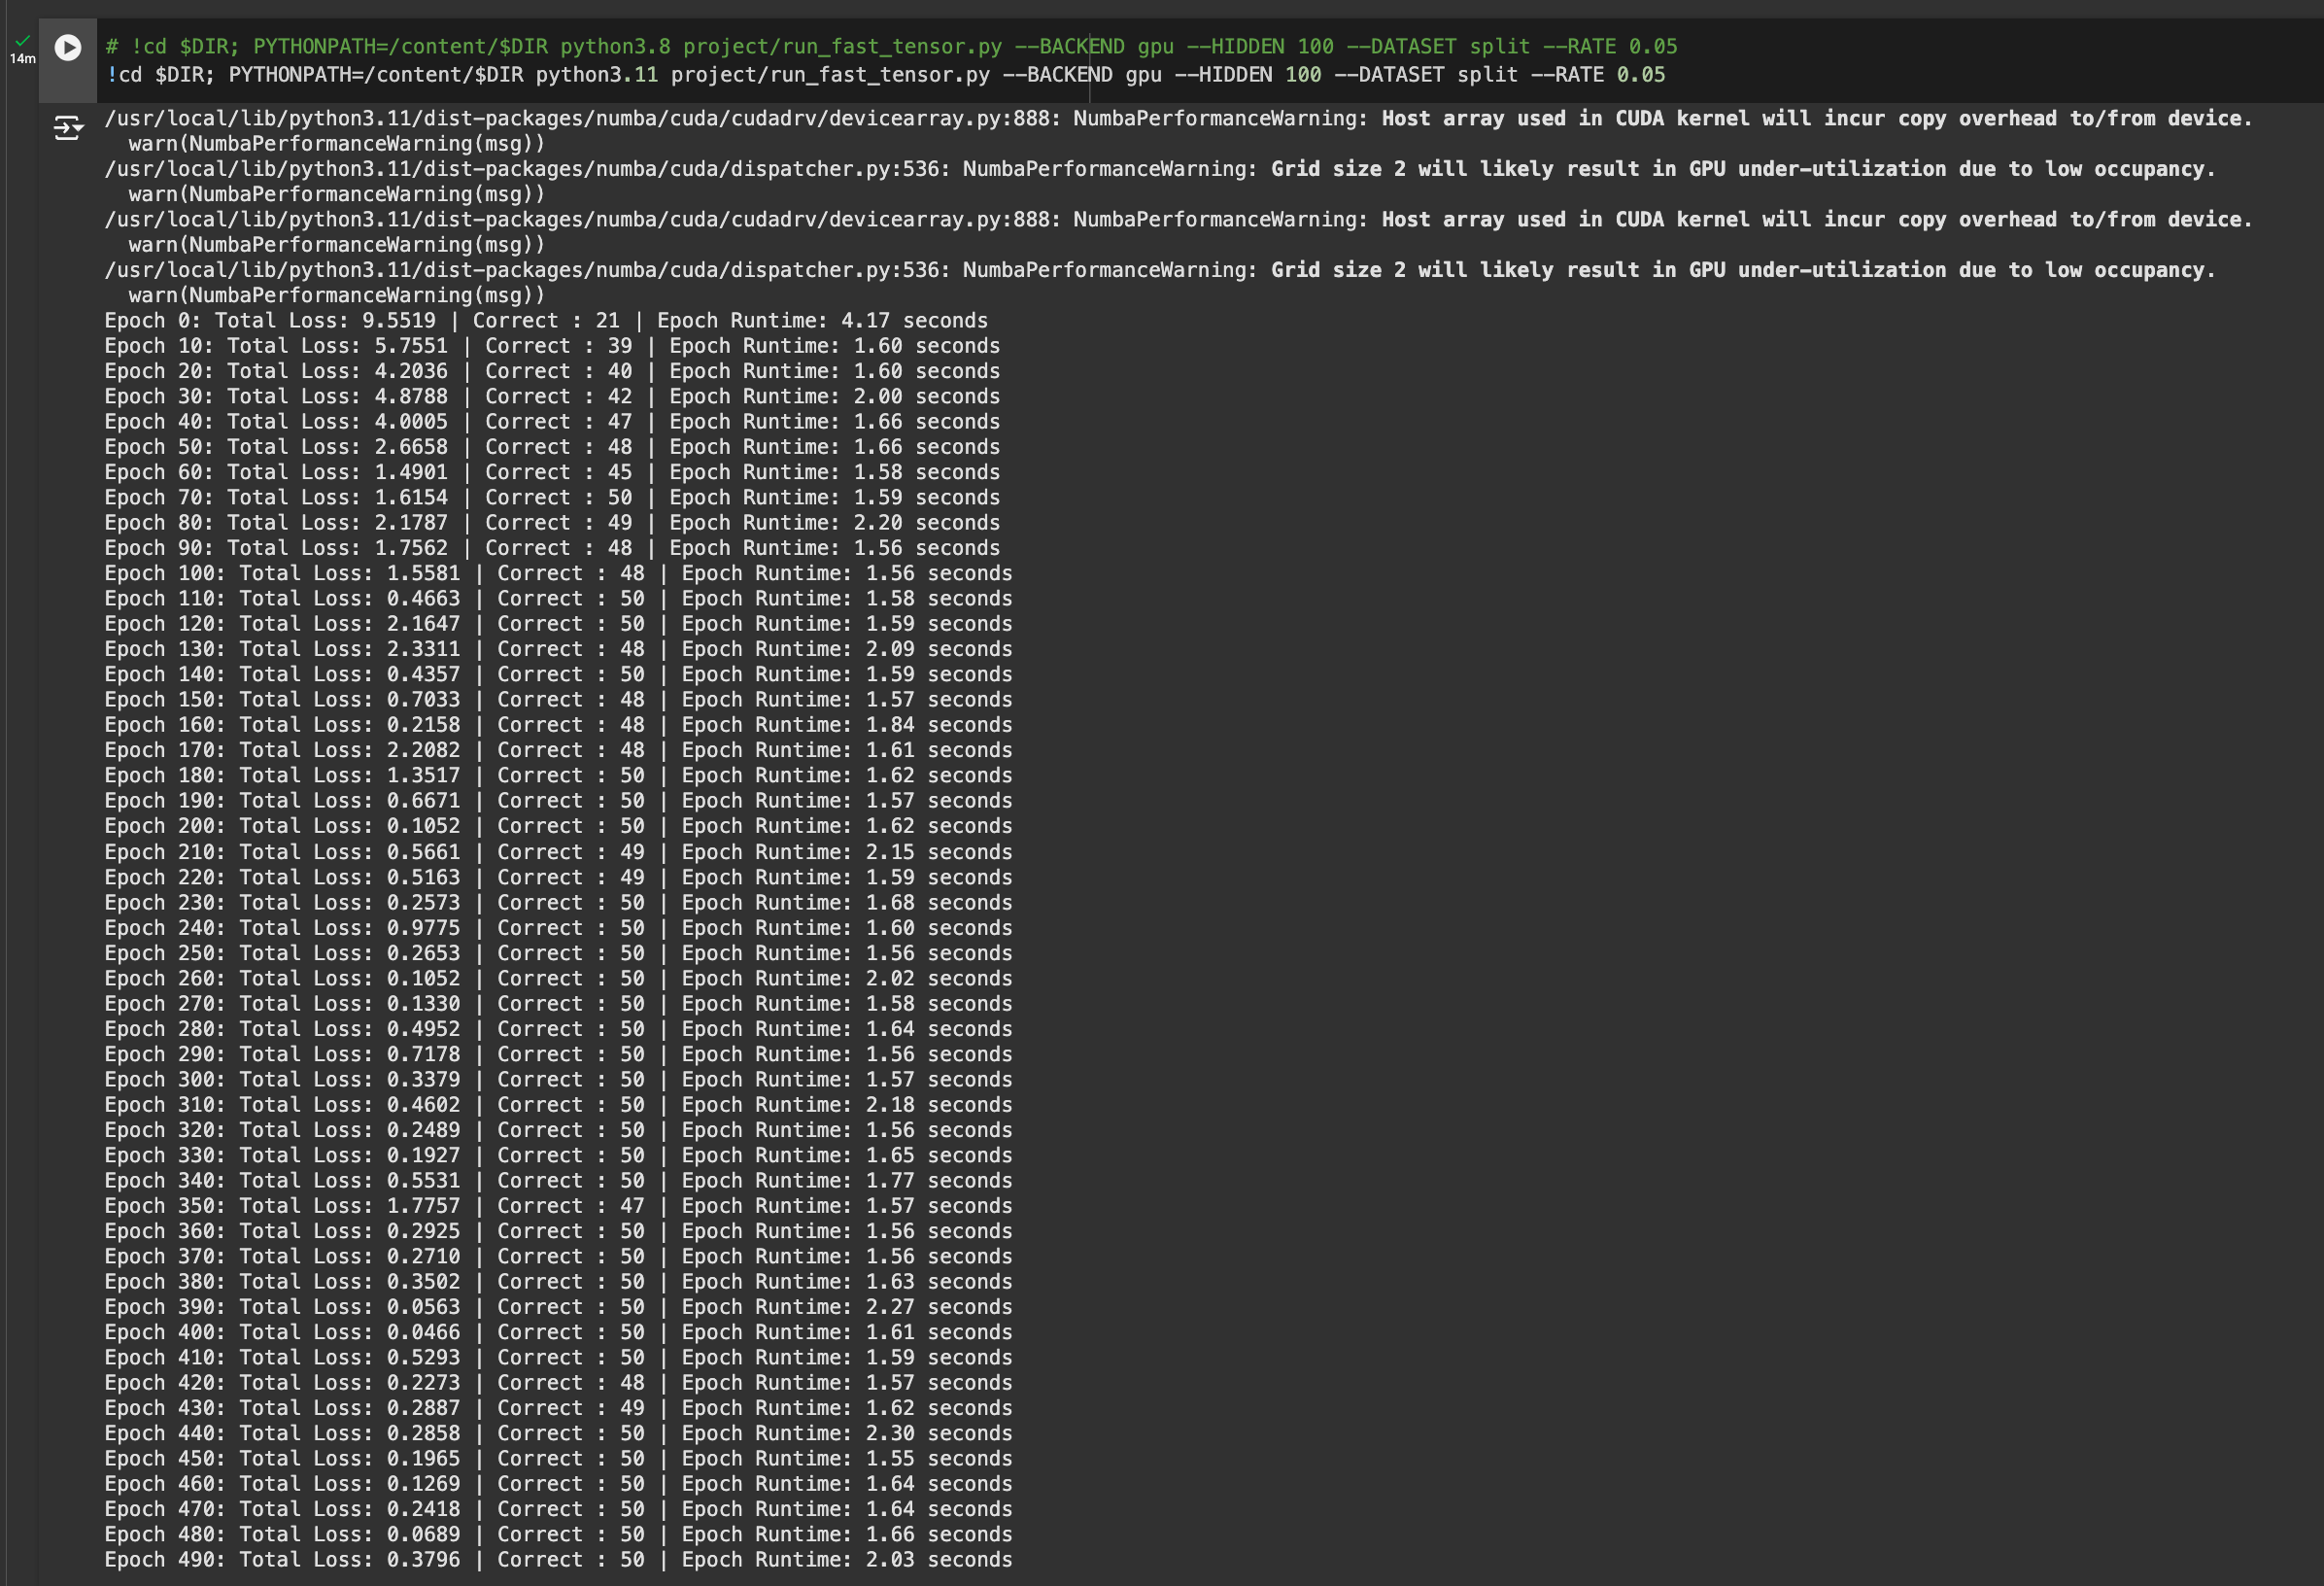 # !cd $DIR; PYTHONPATH=/content/$DIR python3.8 project/run_fast_tensor.py --BACKEND gpu --HIDDEN 100 --DATASET split --RATE 0.05
14m
!cd $DIR; PYTHONPATH=/content/$DIR python3.11 project/run_fast_tensor.py --BACKEND gpu --HIDDEN 100 --DATASET split --RATE 0.05
/usr/local/lib/python3.11/dist-packages/numba/cuda/cudadrv/devicearray.py:888: NumbaPerformanceWarning: Host array used in CUDA kernel will incur copy overhead to/from device.
  warn(NumbaPerformanceWarning(msg))
/usr/local/lib/python3.11/dist-packages/numba/cuda/dispatcher.py:536: NumbaPerformanceWarning: Grid size 2 will likely result in GPU under-utilization due to low occupancy.
  warn(NumbaPerformanceWarning(msg))
/usr/local/lib/python3.11/dist-packages/numba/cuda/cudadrv/devicearray.py:888: NumbaPerformanceWarning: Host array used in CUDA kernel will incur copy overhead to/from device.
  warn(NumbaPerformanceWarning(msg))
/usr/local/lib/python3.11/dist-packages/numba/cuda/dispatcher.py:536: NumbaPerformanceWarning: Grid size 2 will likely result in GPU under-utilization due to low occupancy.
  warn(NumbaPerformanceWarning(msg))
Epoch 0: Total Loss: 9.5519 | Correct : 21 | Epoch Runtime: 4.17 seconds
Epoch 10: Total Loss: 5.7551 | Correct : 39 | Epoch Runtime: 1.60 seconds
Epoch 20: Total Loss: 4.2036 | Correct : 40 | Epoch Runtime: 1.60 seconds
Epoch 30: Total Loss: 4.8788 | Correct : 42 | Epoch Runtime: 2.00 seconds
Epoch 40: Total Loss: 4.0005 | Correct : 47 | Epoch Runtime: 1.66 seconds
Epoch 50: Total Loss: 2.6658 | Correct : 48 | Epoch Runtime: 1.66 seconds
Epoch 60: Total Loss: 1.4901 | Correct : 45 | Epoch Runtime: 1.58 seconds
Epoch 70: Total Loss: 1.6154 | Correct : 50 | Epoch Runtime: 1.59 seconds
Epoch 80: Total Loss: 2.1787 | Correct : 49 | Epoch Runtime: 2.20 seconds
Epoch 90: Total Loss: 1.7562 | Correct : 48 | Epoch Runtime: 1.56 seconds
Epoch 100: Total Loss: 1.5581 | Correct : 48 | Epoch Runtime: 1.56 seconds
Epoch 110: Total Loss: 0.4663 | Correct : 50 | Epoch Runtime: 1.58 seconds
Epoch 120: Total Loss: 2.1647 | Correct : 50 | Epoch Runtime: 1.59 seconds
Epoch 130: Total Loss: 2.3311 | Correct : 48 | Epoch Runtime: 2.09 seconds
Epoch 140: Total Loss: 0.4357 | Correct : 50 | Epoch Runtime: 1.59 seconds
Epoch 150: Total Loss: 0.7033 | Correct : 48 | Epoch Runtime: 1.57 seconds
Epoch 160: Total Loss: 0.2158 | Correct : 48 | Epoch Runtime: 1.84 seconds
Epoch 170: Total Loss: 2.2082 | Correct : 48 | Epoch Runtime: 1.61 seconds
Epoch 180: Total Loss: 1.3517 | Correct : 50 | Epoch Runtime: 1.62 seconds
Epoch 190: Total Loss: 0.6671 | Correct : 50 | Epoch Runtime: 1.57 seconds
Epoch 200: Total Loss: 0.1052 | Correct : 50 | Epoch Runtime: 1.62 seconds
Epoch 210: Total Loss: 0.5661 | Correct : 49 | Epoch Runtime: 2.15 seconds
Epoch 220: Total Loss: 0.5163 | Correct : 49 | Epoch Runtime: 1.59 seconds
Epoch 230: Total Loss: 0.2573 | Correct : 50 | Epoch Runtime: 1.68 seconds
Epoch 240: Total Loss: 0.9775 | Correct : 50 | Epoch Runtime: 1.60 seconds
Epoch 250: Total Loss: 0.2653 | Correct : 50 | Epoch Runtime: 1.56 seconds
Epoch 260: Total Loss: 0.1052 | Correct : 50 | Epoch Runtime: 2.02 seconds
Epoch 270: Total Loss: 0.1330 | Correct : 50 | Epoch Runtime: 1.58 seconds
Epoch 280: Total Loss: 0.4952 | Correct : 50 | Epoch Runtime: 1.64 seconds
Epoch 290: Total Loss: 0.7178 | Correct : 50 | Epoch Runtime: 1.56 seconds
Epoch 300: Total Loss: 0.3379 | Correct : 50 | Epoch Runtime: 1.57 seconds
Epoch 310: Total Loss: 0.4602 | Correct : 50 | Epoch Runtime: 2.18 seconds
Epoch 320: Total Loss: 0.2489 | Correct : 50 | Epoch Runtime: 1.56 seconds
Epoch 330: Total Loss: 0.1927 | Correct : 50 | Epoch Runtime: 1.65 seconds
Epoch 340: Total Loss: 0.5531 | Correct : 50 | Epoch Runtime: 1.77 seconds
Epoch 350: Total Loss: 1.7757 | Correct : 47 | Epoch Runtime: 1.57 seconds
Epoch 360: Total Loss: 0.2925 | Correct : 50 | Epoch Runtime: 1.56 seconds
Epoch 370: Total Loss: 0.2710 | Correct : 50 | Epoch Runtime: 1.56 seconds
Epoch 380: Total Loss: 0.3502 | Correct : 50 | Epoch Runtime: 1.63 seconds
Epoch 390: Total Loss: 0.0563 | Correct : 50 | Epoch Runtime: 2.27 seconds
Epoch 400: Total Loss: 0.0466 | Correct : 50 | Epoch Runtime: 1.61 seconds
Epoch 410: Total Loss: 0.5293 | Correct : 50 | Epoch Runtime: 1.59 seconds
Epoch 420: Total Loss: 0.2273 | Correct : 48 | Epoch Runtime: 1.57 seconds
Epoch 430: Total Loss: 0.2887 | Correct : 49 | Epoch Runtime: 1.62 seconds
Epoch 440: Total Loss: 0.2858 | Correct : 50 | Epoch Runtime: 2.30 seconds
Epoch 450: Total Loss: 0.1965 | Correct : 50 | Epoch Runtime: 1.55 seconds
Epoch 460: Total Loss: 0.1269 | Correct : 50 | Epoch Runtime: 1.64 seconds
Epoch 470: Total Loss: 0.2418 | Correct : 50 | Epoch Runtime: 1.64 seconds
Epoch 480: Total Loss: 0.0689 | Correct : 50 | Epoch Runtime: 1.66 seconds
Epoch 490: Total Loss: 0.3796 | Correct : 50 | Epoch Runtime: 2.03 seconds